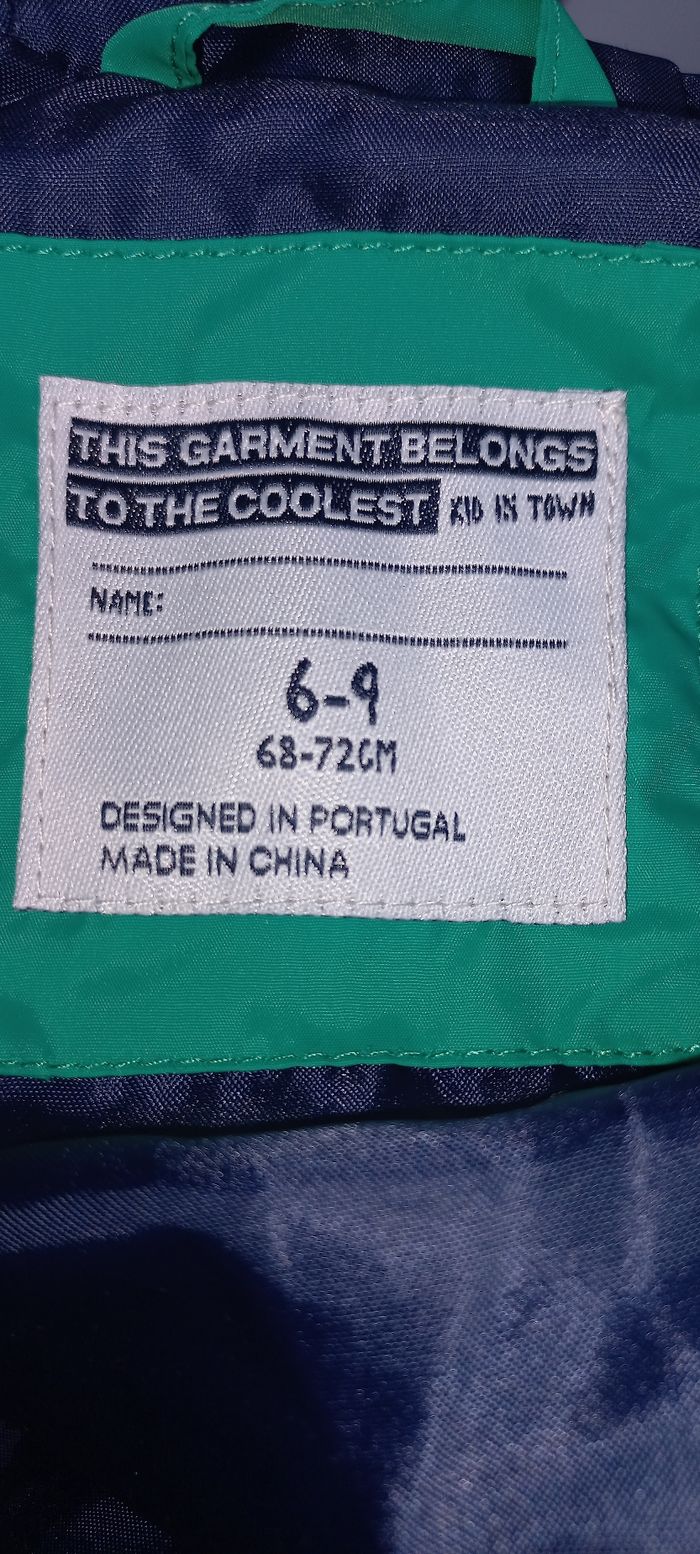 THIS GARMENT BELONGS
TO THE COOLEST KID IN TOWN
NAME:
6-9
68-72CM
DESIGNED IN PORTUGAL
MADE IN CHINA